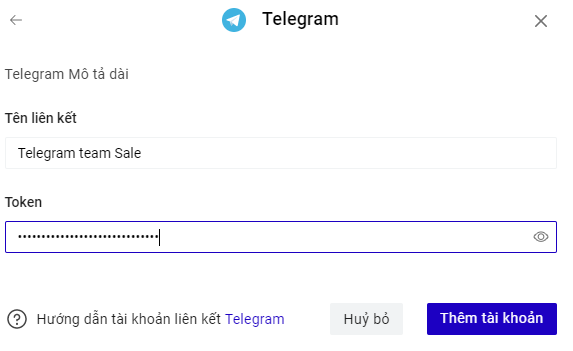 Telegram
Telegram Mô tả dài
Tên liên kết
Telegram team Sale
Token
••••••••••••••••••••••••••••••
Hướng dẫn tài khoản liên kết Telegram
Huỷ bỏ
Thêm tài khoản